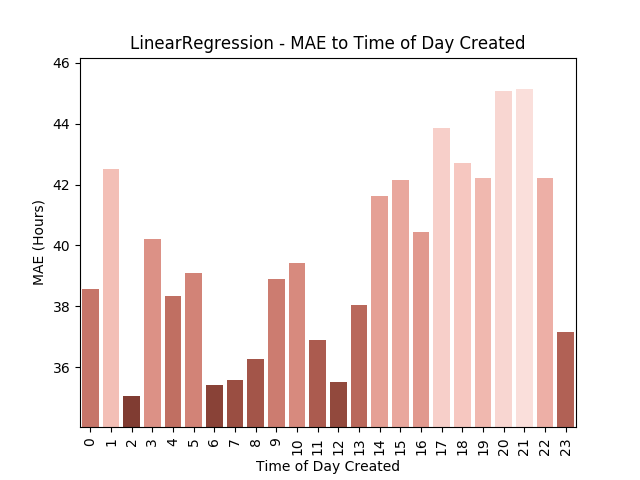 LinearRegression - MAE to Time of Day Created
46
44
42
40
38
36
MAE (Hours)
0 1 2 3 4 5 6 7 8 9 10 11 12 13 14 15 16 17 18 19 20 21 22 23
Time of Day Created